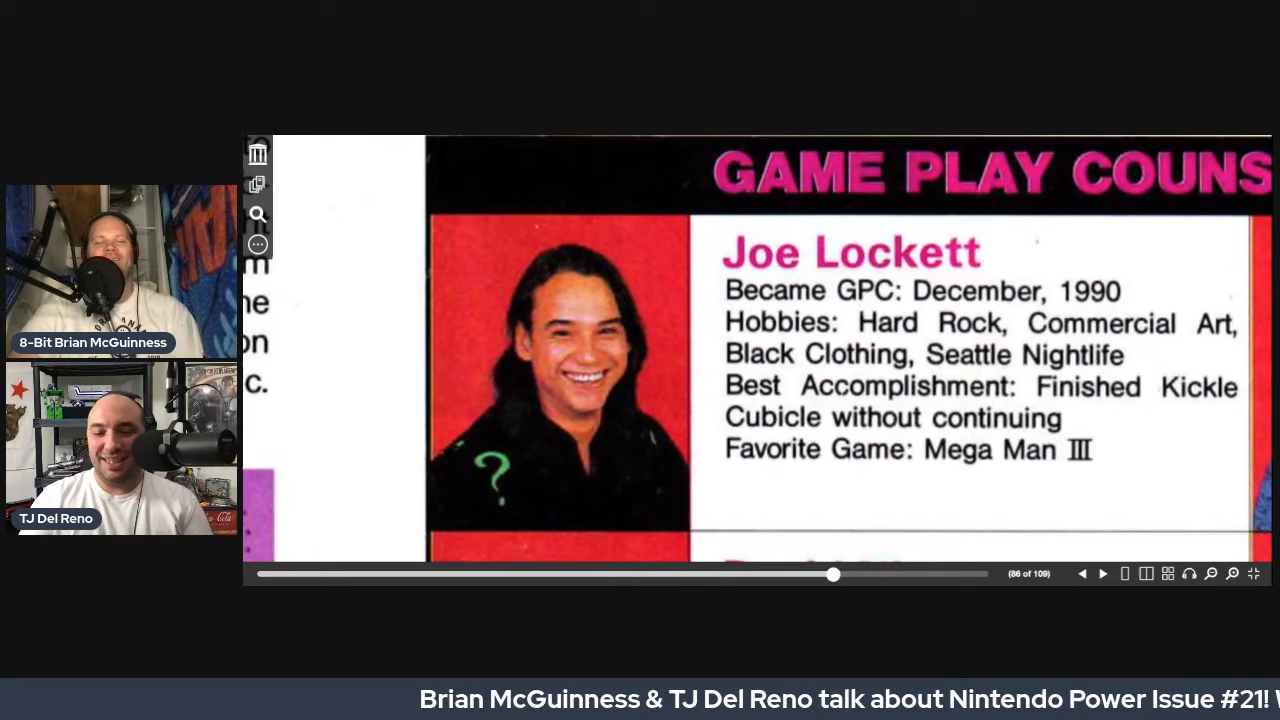 GAME PLAY COUNS
Joe Lockett
Became GPC: December, 1990
Hobbies: Hard Rock, Commercial Art,
Black Clothing, Seattle Nightlife
Best Accomplishment: Finished Kickle
Cubicle without continuing
Favorite Game: Mega Man III
?
m
ne
on
c.
8-Bit Brian McGuinness
TJ Del Reno
(86 of 109)
Brian McGuinness & TJ Del Reno talk about Nintendo Power Issue #21!